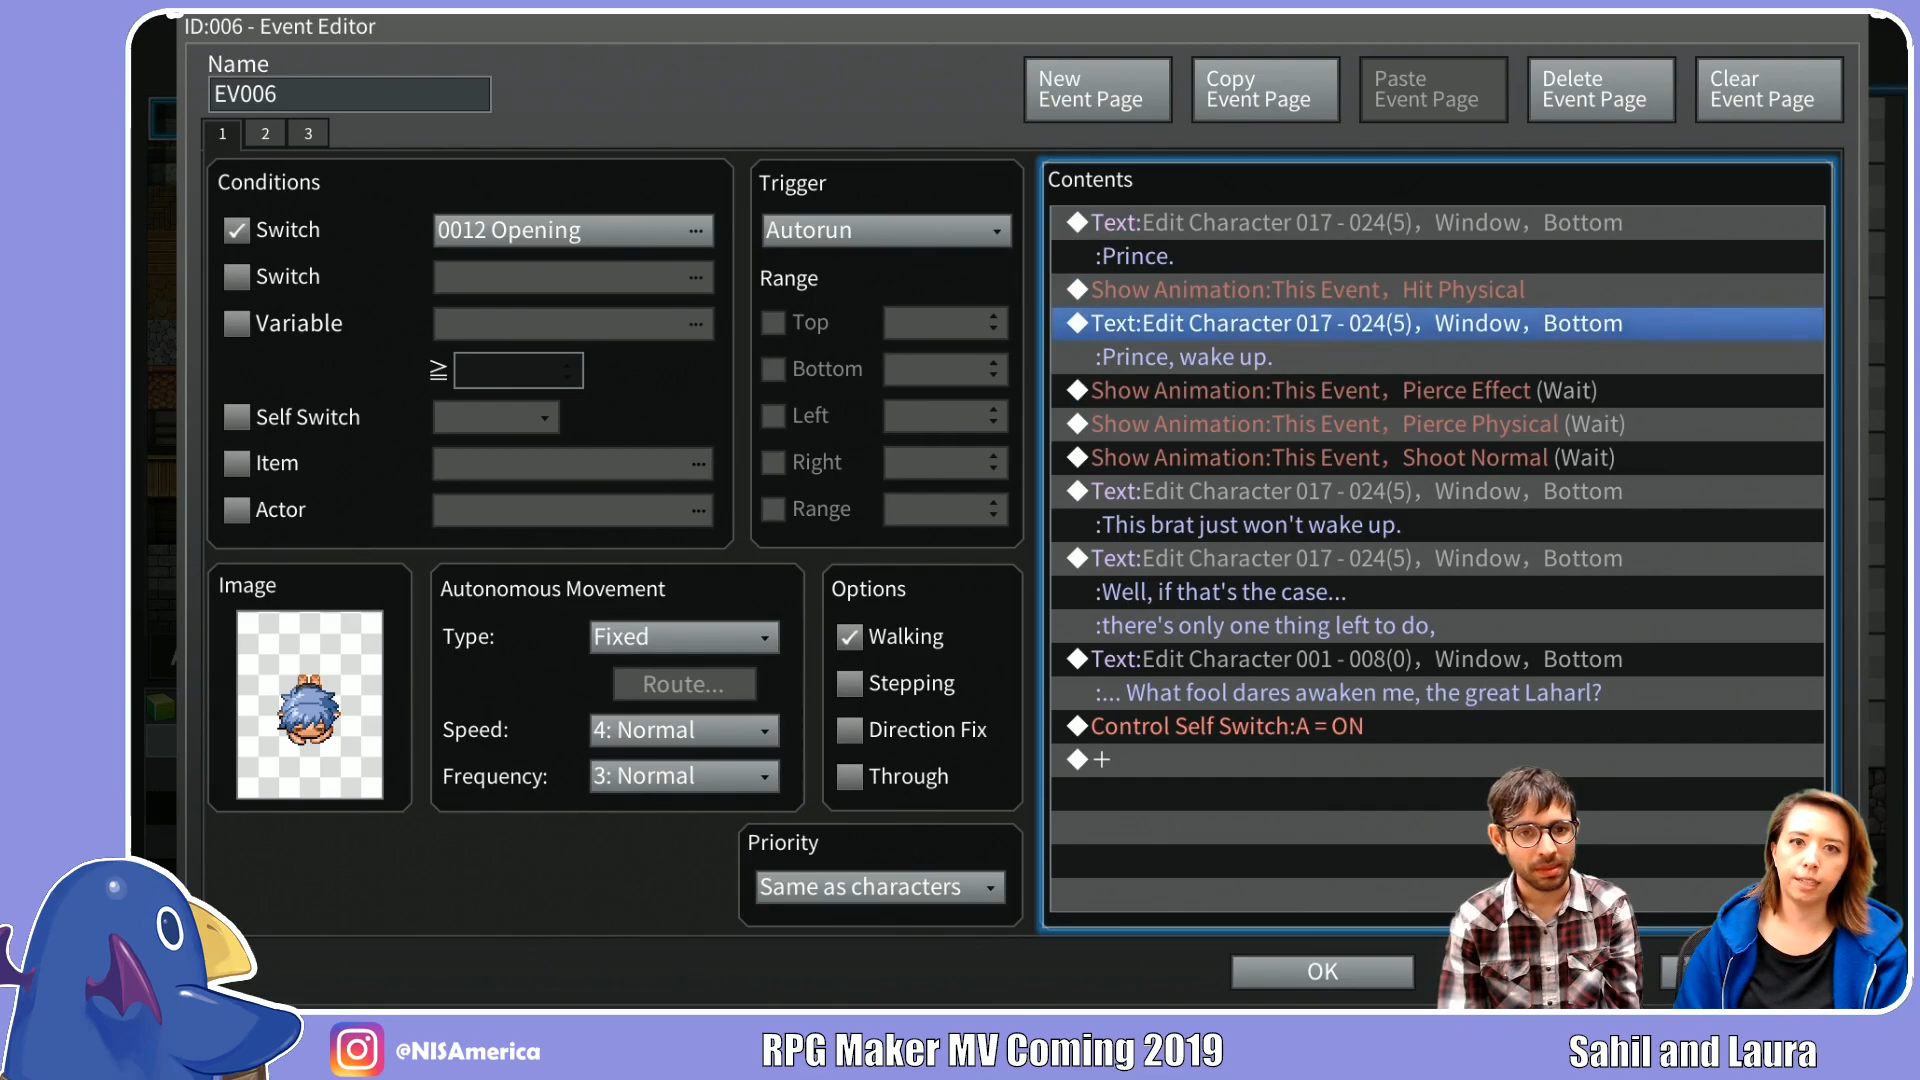 ID:006 - Event Editor
Name
EV006
New
Event Page
Copy
Event Page
Paste
Event Page
Delete
Event Page
Clear
Event Page
1
2
3
Conditions
Switch
0012 Opening
...
Switch
...
Variable
...
≧
Self Switch
Item
...
Actor
...
Trigger
Autorun
Range
Top
Bottom
Left
Right
Range
Image
Autonomous Movement
Type:
Fixed
Route...
Speed:
4: Normal
Frequency:
3: Normal
Options
Walking
Stepping
Direction Fix
Through
Priority
Same as characters
Contents
◆Text:Edit Character 017 - 024(5), Window, Bottom
:Prince.
◆Show Animation:This Event, Hit Physical
◆Text:Edit Character 017 - 024(5), Window, Bottom
:Prince, wake up.
◆Show Animation:This Event, Pierce Effect (Wait)
◆Show Animation:This Event, Pierce Physical (Wait)
◆Show Animation:This Event, Shoot Normal (Wait)
◆Text:Edit Character 017 - 024(5), Window, Bottom
:This brat just won't wake up.
◆Text:Edit Character 017 - 024(5), Window, Bottom
:Well, if that's the case...
:there's only one thing left to do,
◆Text:Edit Character 001 - 008(0), Window, Bottom
:... What fool dares awaken me, the great Laharl?
◆Control Self Switch:A = ON
◆+
OK
@NISAmerica
RPG Maker MV Coming 2019
Sahil and Laura